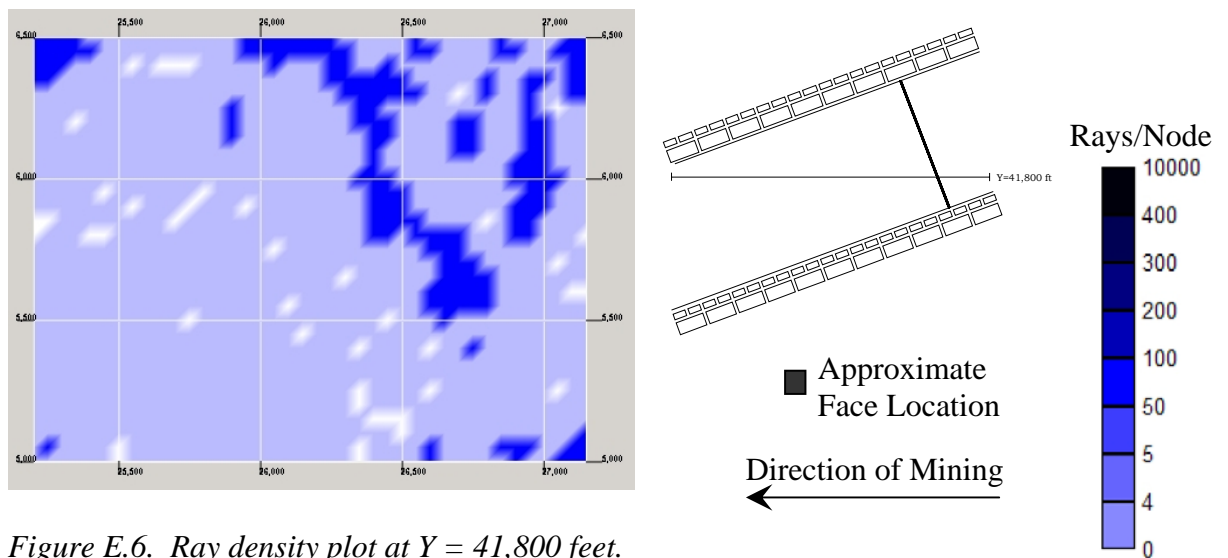 25,500 26,000 26,500 27,000
6,500 6,500
6,000 6,000
5,500 5,500
5,000 5,000
25,500 26,000 26,500 27,000
Y=41,800 ft
Approximate
Face Location
Direction of Mining
Rays/Node
10000
400
300
200
100
50
5
4
0
Figure E.6. Ray density plot at Y = 41,800 feet.